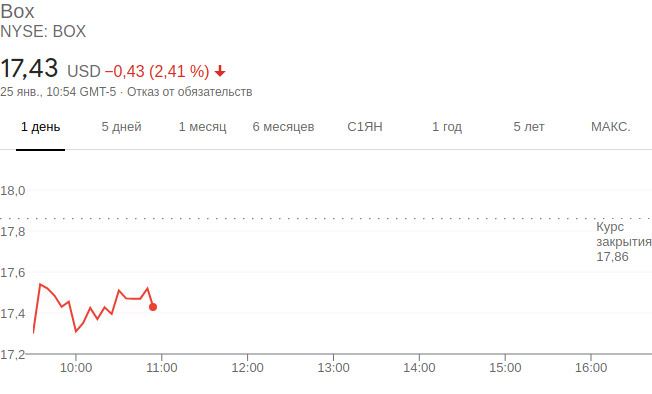 Box
NYSE: BOX
17,43 USD −0,43 (2,41 %)
25 янв., 10:54 GMT-5 · Отказ от обязательств
1 день 5 дней 1 месяц 6 месяцев С1ЯН 1 год 5 лет МАКС.
18,0
17,8
Курс
закрытия
17,86
17,6
17,4
17,2
10:00 11:00 12:00 13:00 14:00 15:00 16:00